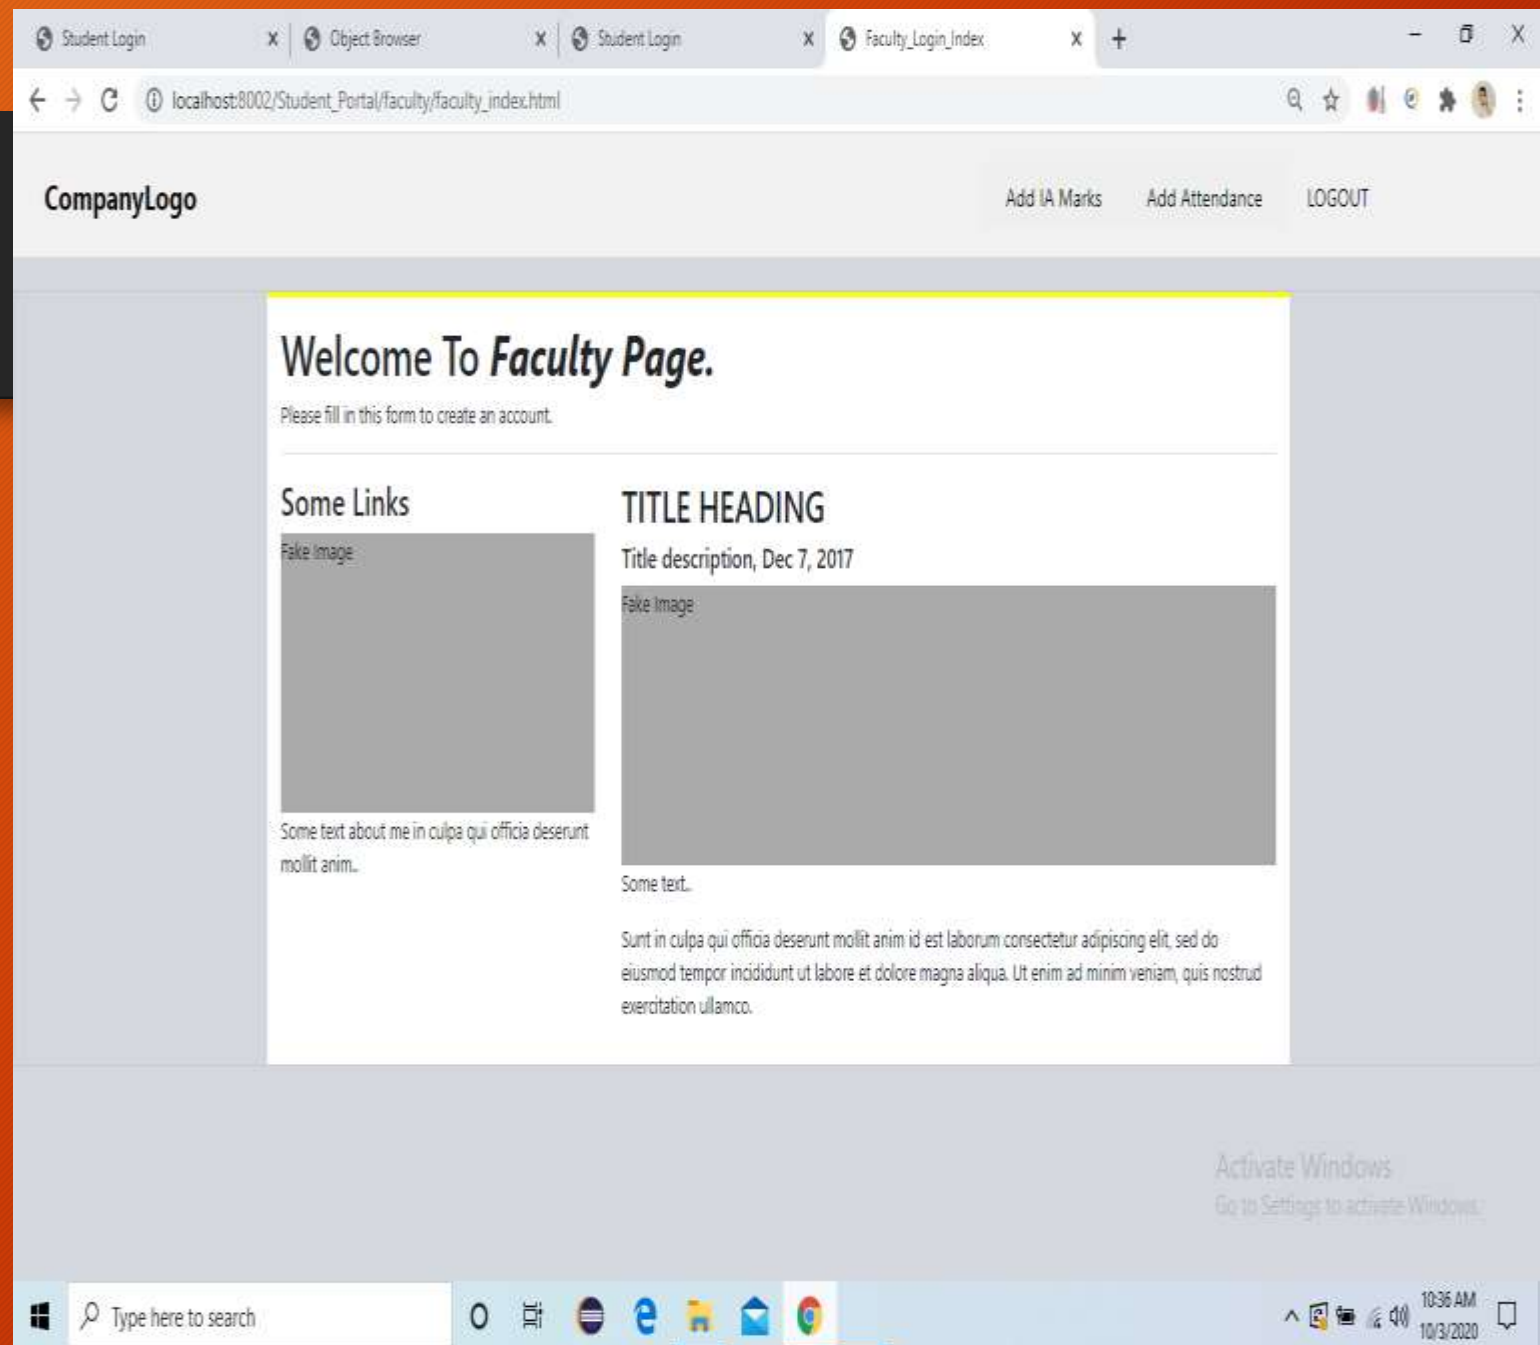 Student Login
Object Browser
Student Login
Faculty_Login_Index
localhost:8002/Student_Portal/faculty/faculty_index.html
CompanyLogo
Add IA Marks
Add Attendance
LOGOUT
Welcome To Faculty Page.
Please fill in this form to create an account.
Some Links
Fake Image
Some text about me in culpa qui officia deserunt
mollit anim..
TITLE HEADING
Title description, Dec 7, 2017
Fake Image
Some text..
Sunt in culpa qui officia deserunt mollit anim id est laborum consectetur adipiscing elit, sed do
eiusmod tempor incididunt ut labore et dolore magna aliqua. Ut enim ad minim veniam, quis nostrud
exercitation ullamco.
Activate Windows
Go to Settings to activate Windows.
Type here to search
10:36 AM
10/3/2020